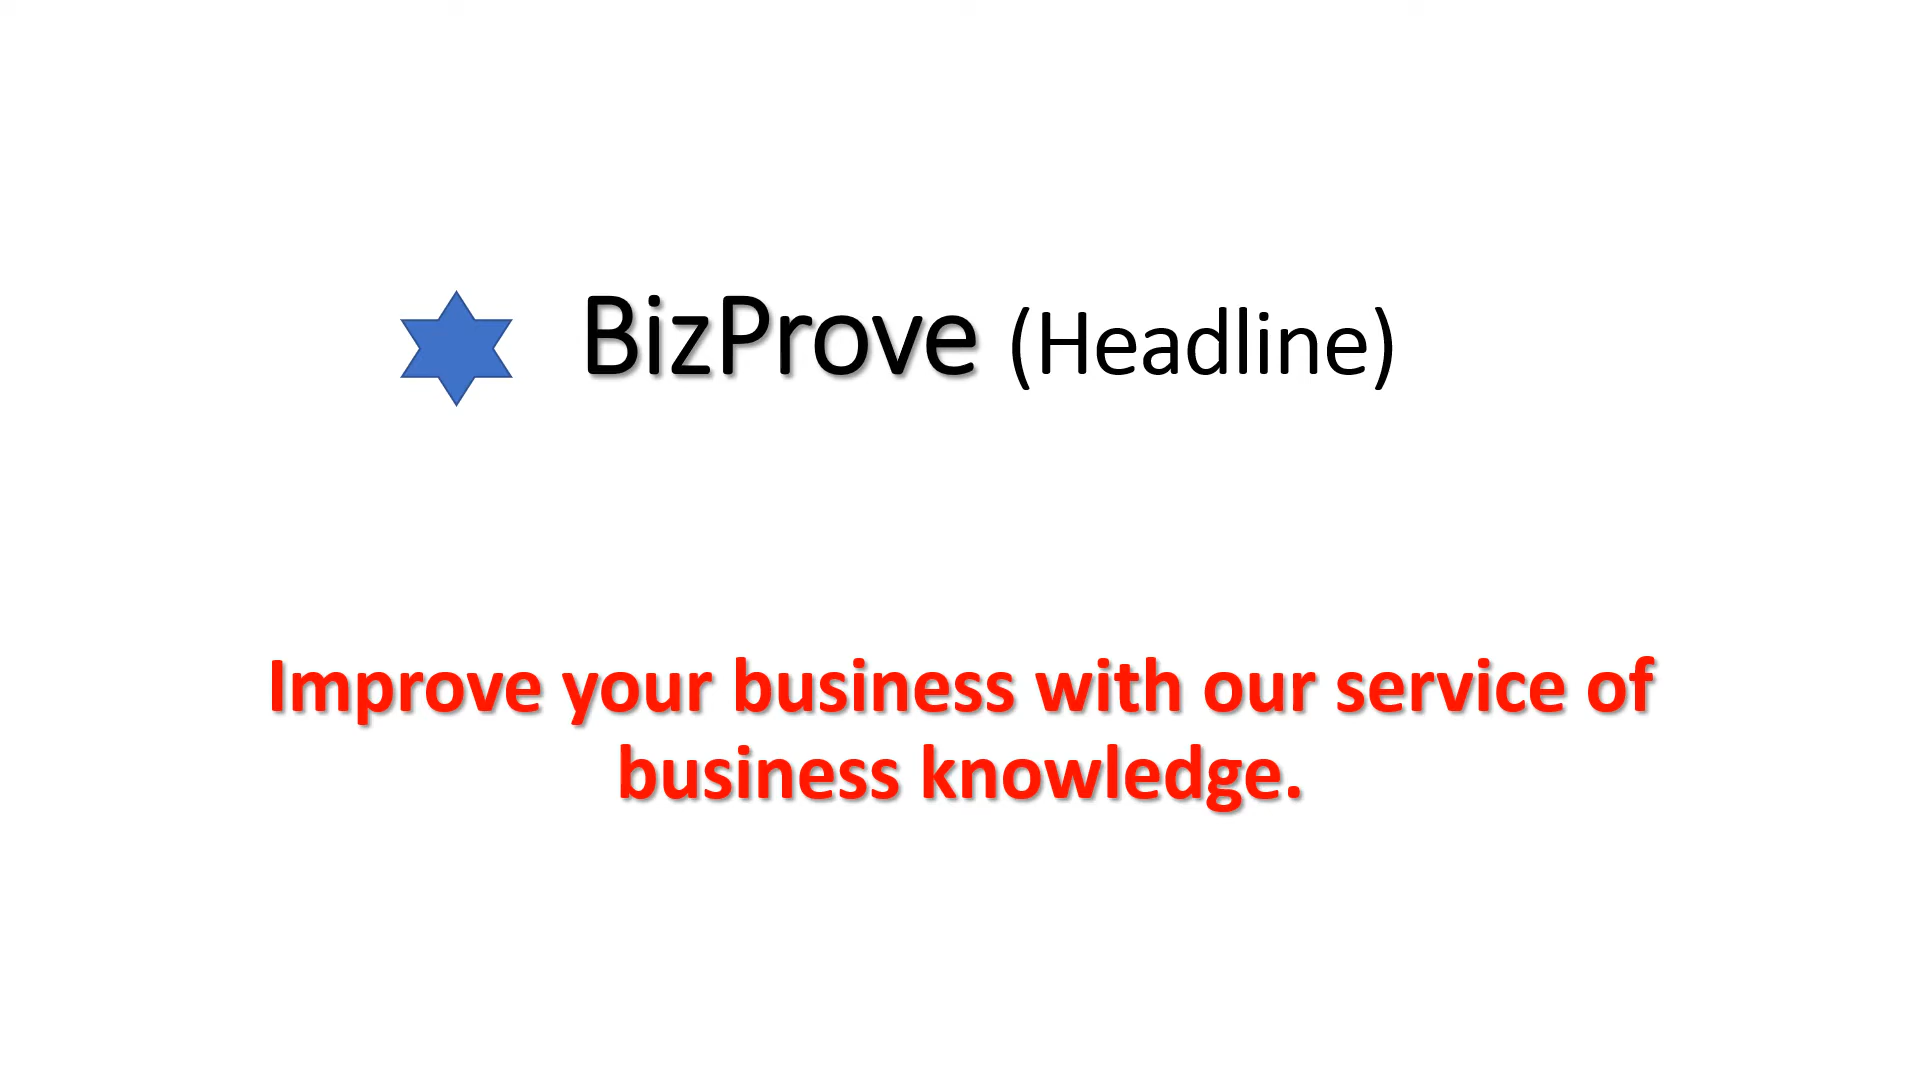 BizProve (Headline)
Improve your business with our service of
business knowledge.